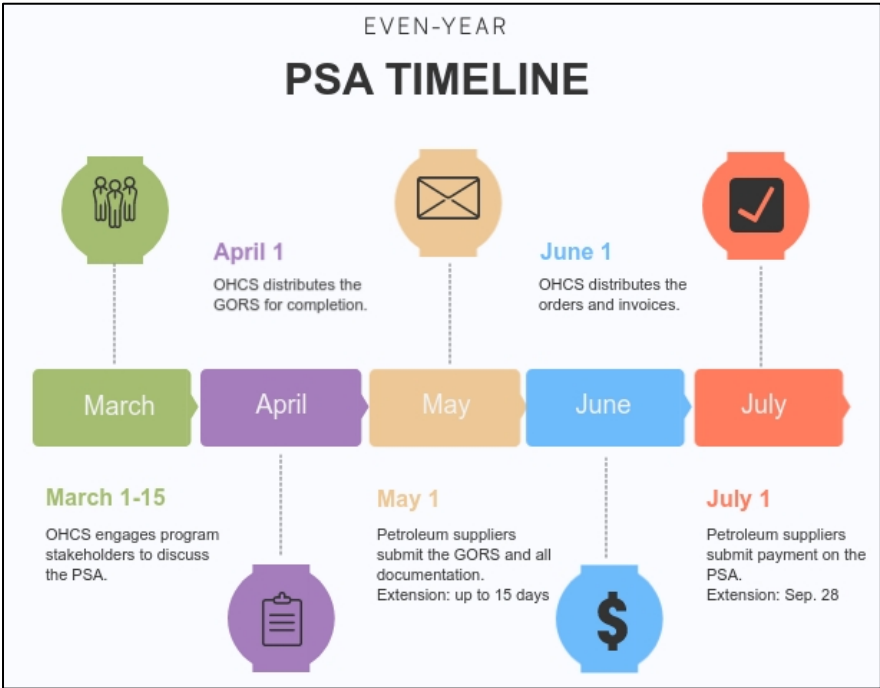 EVEN-YEAR
PSA TIMELINE
April 1
OHCS distributes the
GORS for completion.
June 1
OHCS distributes the
orders and invoices.
March
April
May
June
July
March 1-15
OHCS engages program
stakeholders to discuss
the PSA.
May 1
Petroleum suppliers
submit the GORS and all
documentation.
Extension: up to 15 days
July 1
Petroleum suppliers
submit payment on the
PSA.
Extension: Sep. 28
$